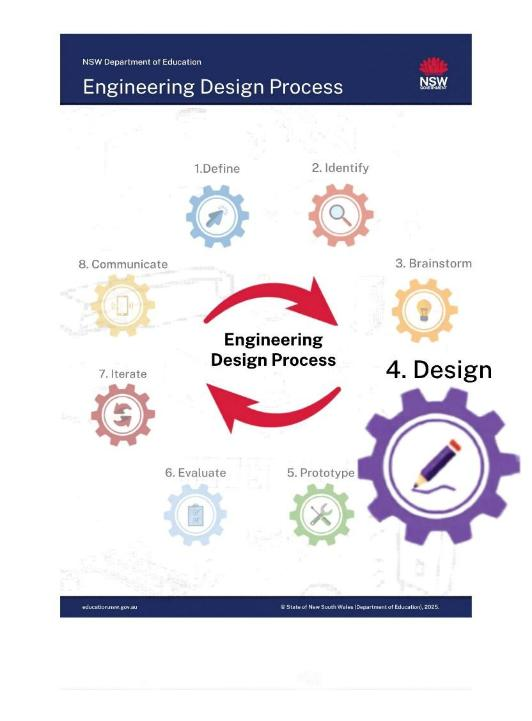 NSW Department of Education
Engineering Design Process
NSW
GOVERNMENT
1.Define
2. Identify
8. Communicate
3. Brainstorm
Engineering
Design Process
4. Design
7. Iterate
6. Evaluate
5. Prototype
education.nsw.gov.au
© State of New South Wales (Department of Education), 2025.